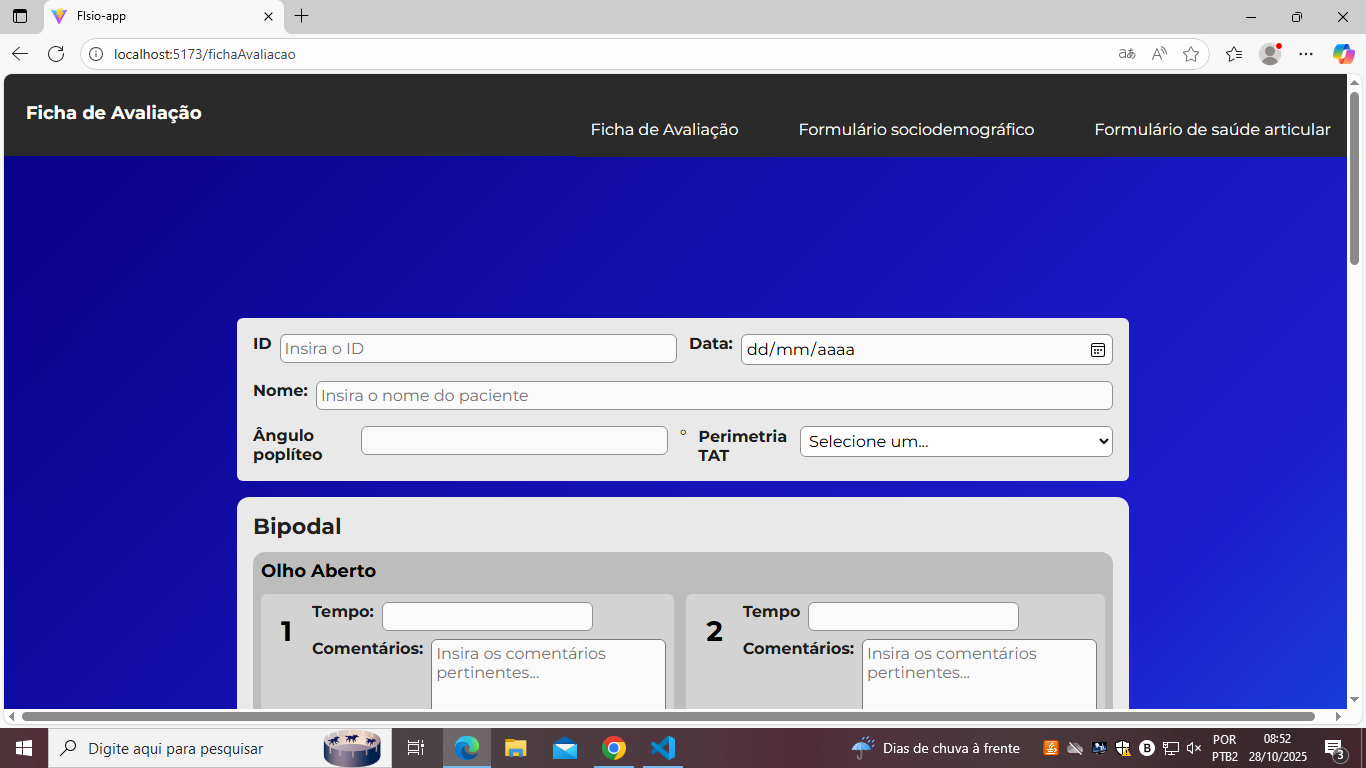 FIsio-app
localhost:5173/fichaAvaliacao
Ficha de Avaliação
Ficha de Avaliação Formulário sociodemográfico Formulário de saúde articular
ID Insira o ID Data: dd/mm/aaaa
Nome: Insira o nome do paciente
Ângulo poplíteo ° Perimetria TAT Selecione um...
Bipodal
Olho Aberto
1 Tempo:
Comentários: Insira os comentários
pertinentes...
2 Tempo
Comentários: Insira os comentários
pertinentes...
Digite aqui para pesquisar
Dias de chuva à frente
POR
PTB2
08:52
28/10/2025
3